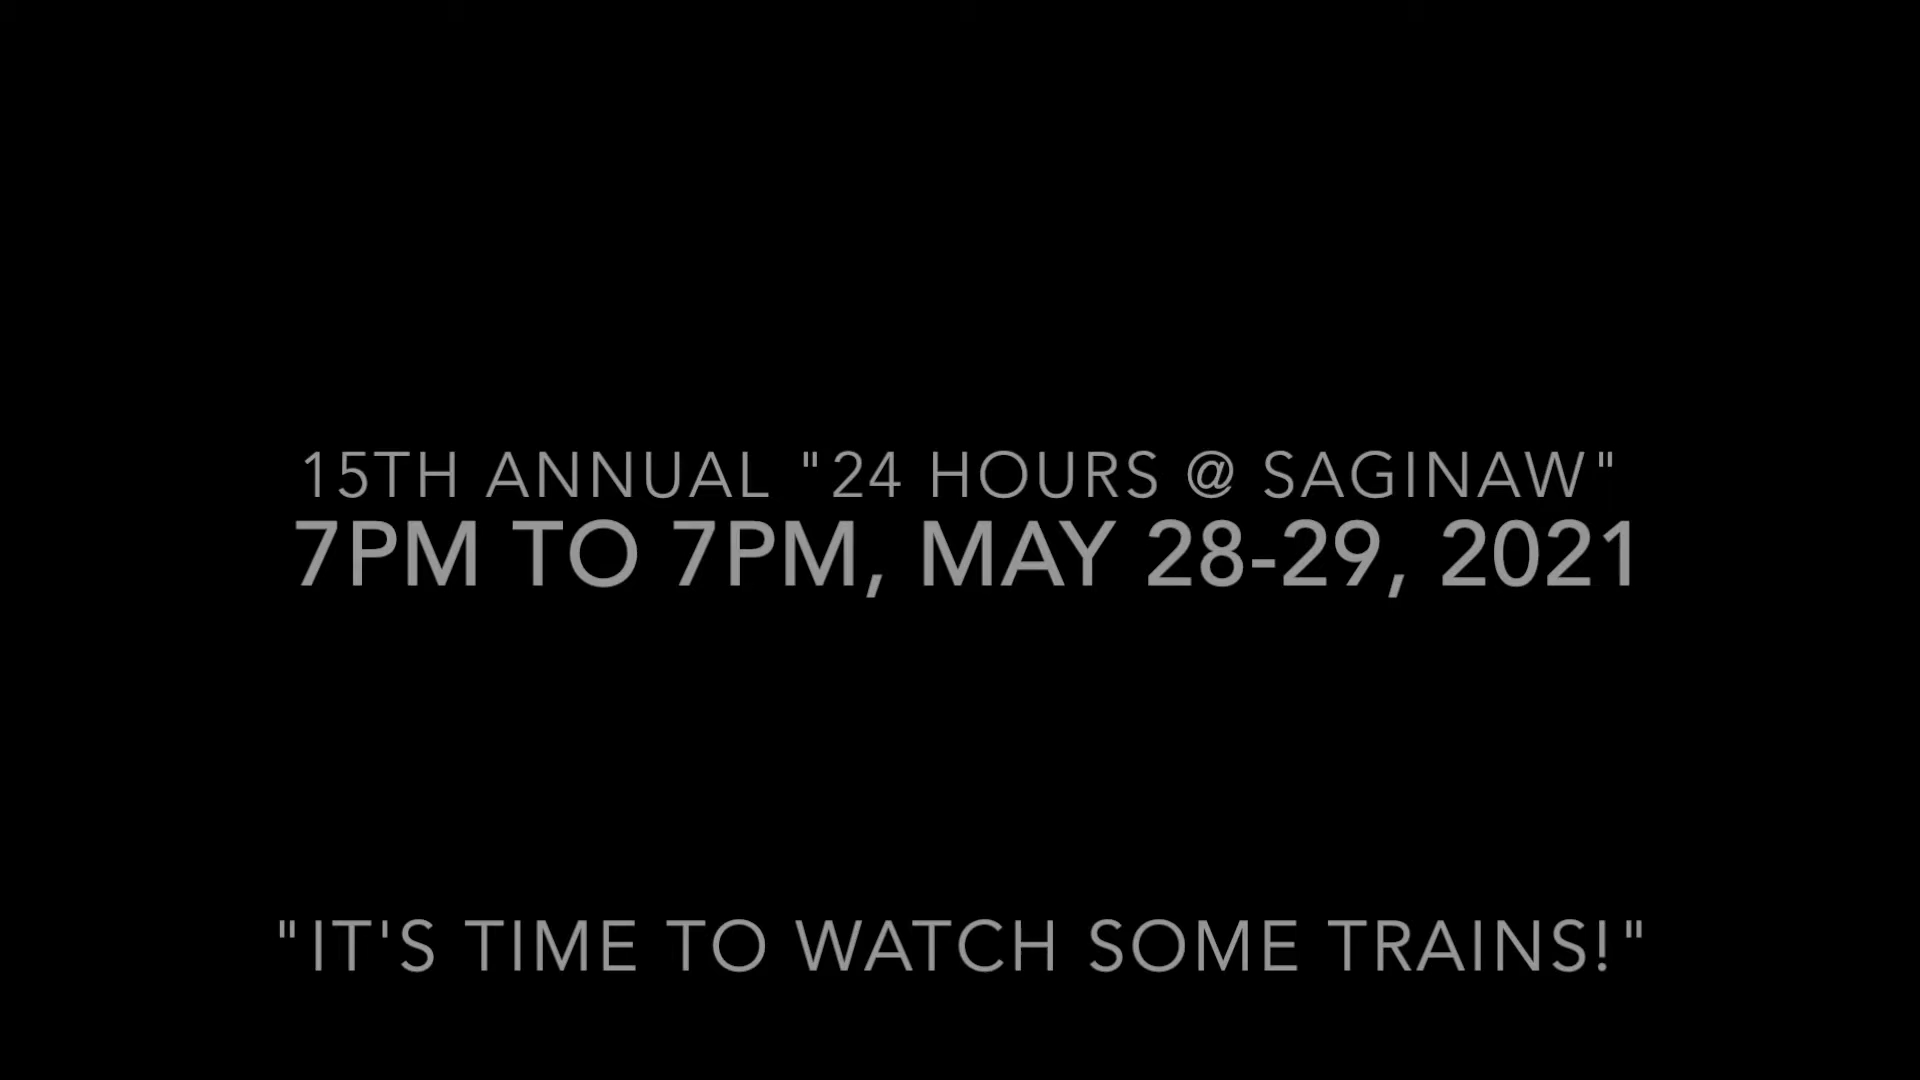 15TH ANNUAL "24 HOURS @ SAGINAW"
7PM TO 7PM, MAY 28-29, 2021
"IT'S TIME TO WATCH SOME TRAINS!"